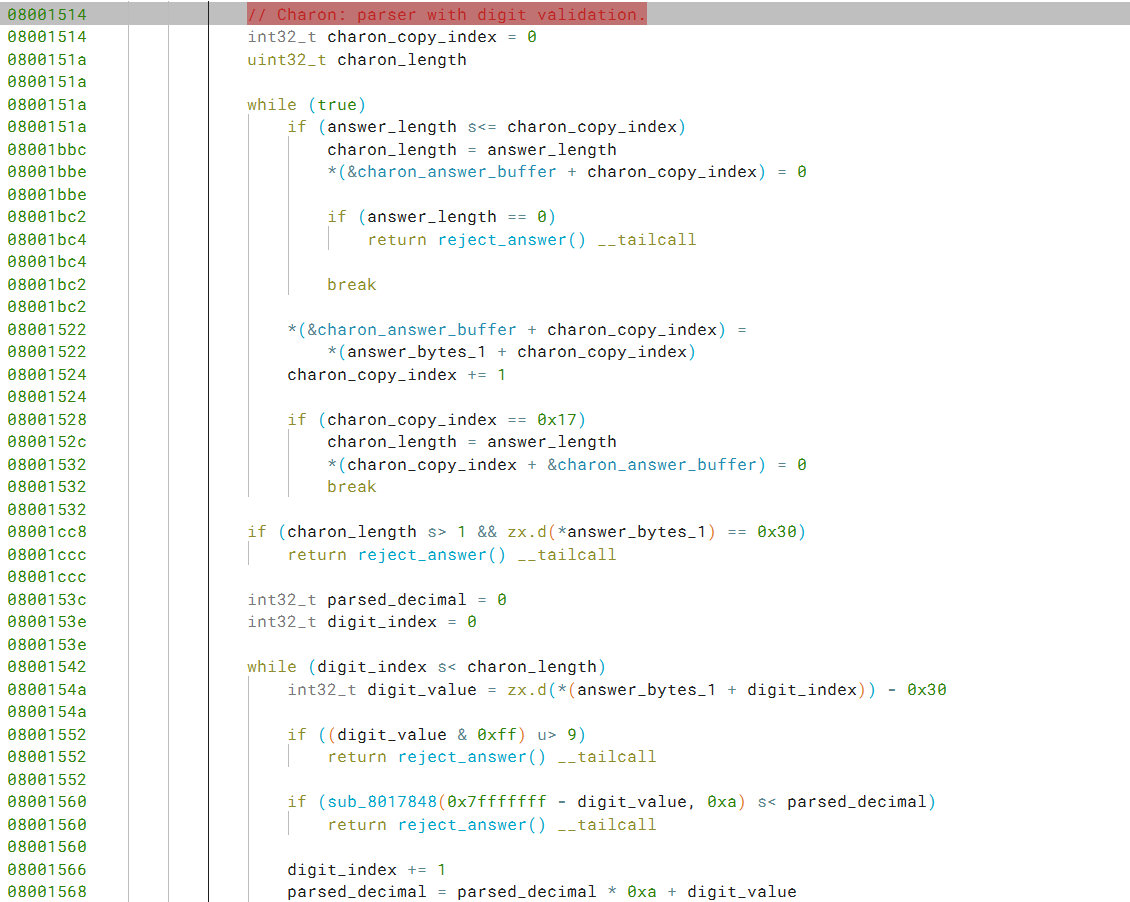 08001514 // Charon: parser with digit validation.
08001514 int32_t charon_copy_index = 0
0800151a uint32_t charon_length
0800151a
0800151a while (true)
0800151a if (answer_length s<= charon_copy_index)
08001bbc charon_length = answer_length
08001bbe *(&charon_answer_buffer + charon_copy_index) = 0
08001bbe
08001bc2 if (answer_length == 0)
08001bc4 return reject_answer() __tailcall
08001bc4
08001bc2 break
08001bc2
08001522 *(&charon_answer_buffer + charon_copy_index) =
08001522 *(answer_bytes_1 + charon_copy_index)
08001524 charon_copy_index += 1
08001524
08001528 if (charon_copy_index == 0x17)
0800152c charon_length = answer_length
08001532 *(charon_copy_index + &charon_answer_buffer) = 0
08001532 break
08001532
08001cc8 if (charon_length s> 1 && zx.d(*answer_bytes_1) == 0x30)
08001ccc return reject_answer() __tailcall
08001ccc
0800153c int32_t parsed_decimal = 0
0800153e int32_t digit_index = 0
0800153e
08001542 while (digit_index s< charon_length)
0800154a int32_t digit_value = zx.d(*(answer_bytes_1 + digit_index)) - 0x30
0800154a
08001552 if ((digit_value & 0xff) u> 9)
08001552 return reject_answer() __tailcall
08001552
08001560 if (sub_8017848(0x7fffffff - digit_value, 0xa) s< parsed_decimal)
08001560 return reject_answer() __tailcall
08001560
08001566 digit_index += 1
08001568 parsed_decimal = parsed_decimal * 0xa + digit_value